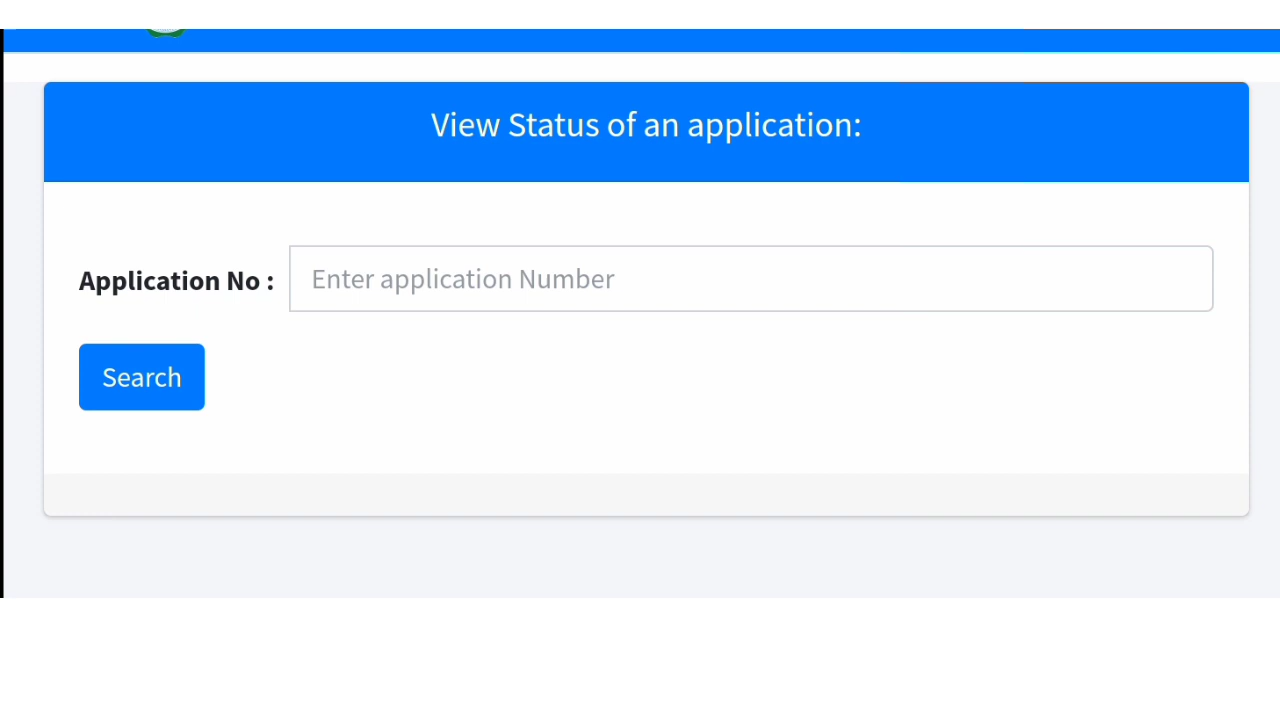 View Status of an application:
Application No : Enter application Number
Search